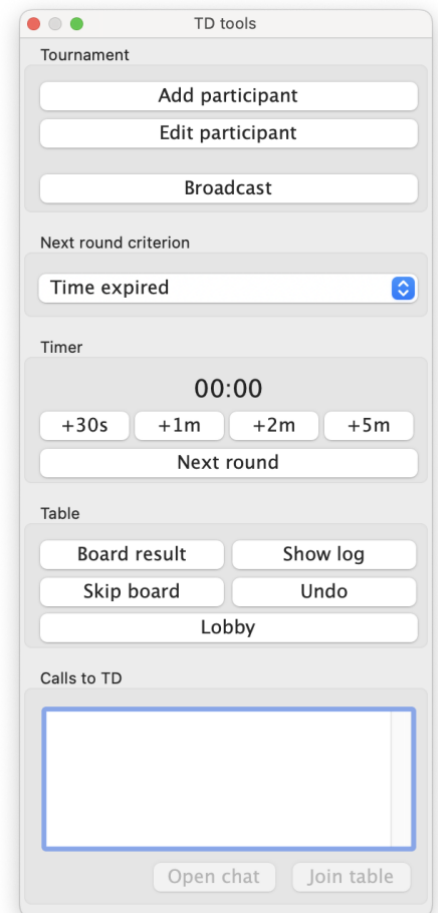 TD tools
Tournament
Add participant
Edit participant
Broadcast
Next round criterion
Time expired
Timer
00:00
+30s +1m +2m +5m
Next round
Table
Board result Show log
Skip board Undo
Lobby
Calls to TD
Open chat Join table